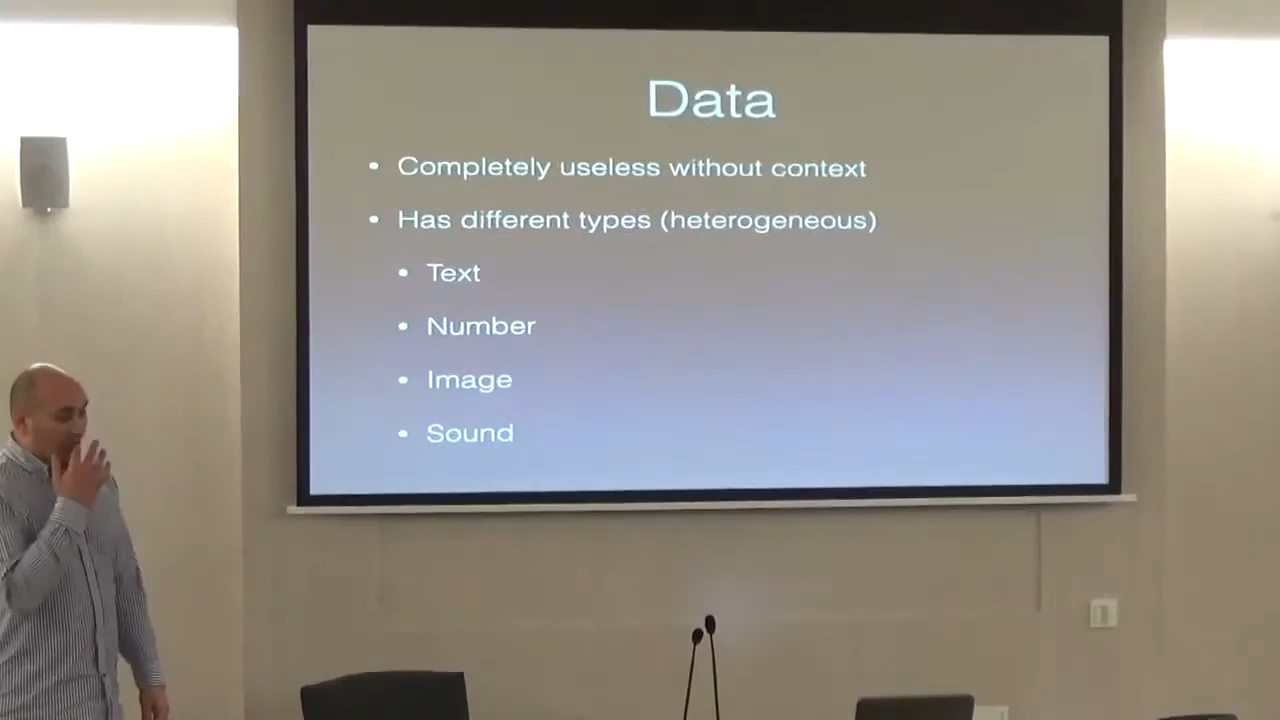 Data
• Completely useless without context
• Has different types (heterogeneous)
• Text
• Number
• Image
• Sound